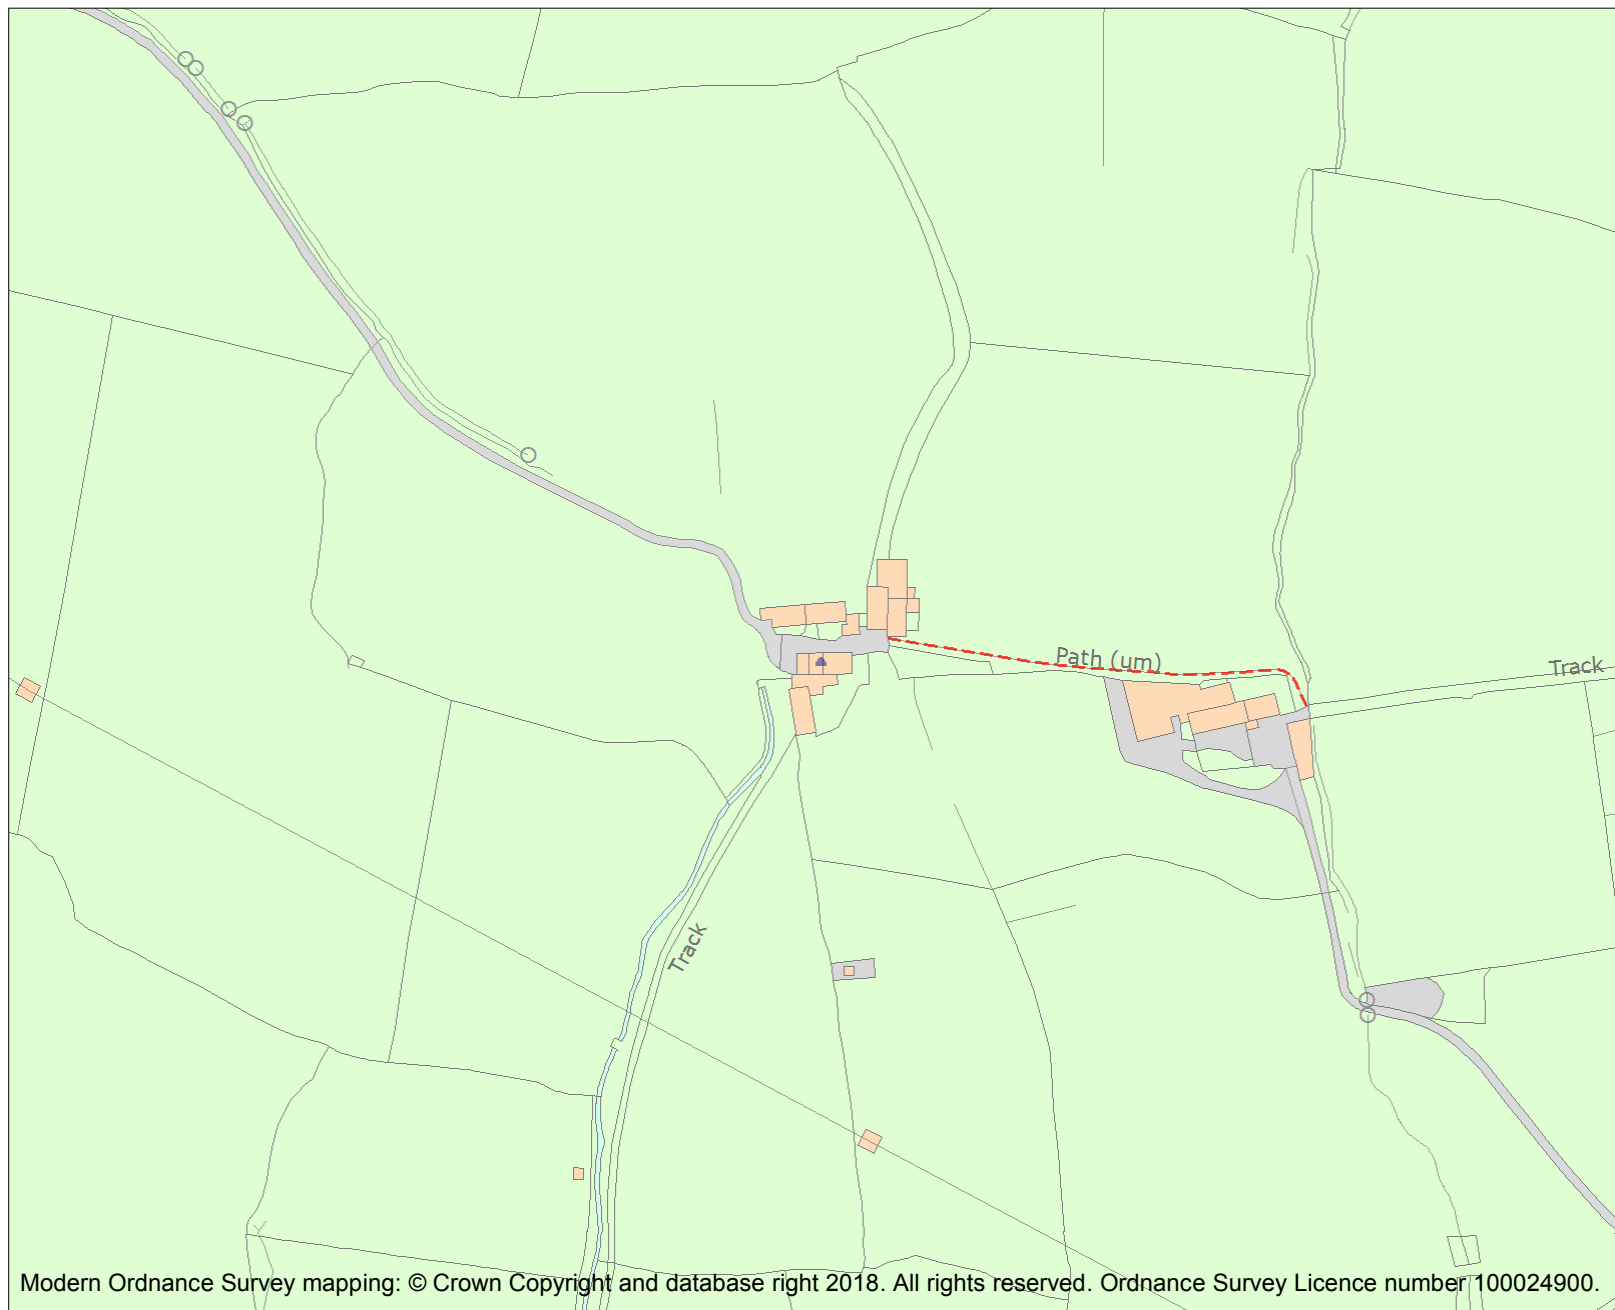 Path (um)
Track
Track
Modern Ordnance Survey mapping: © Crown Copyright and database right 2018. All rights reserved. Ordnance Survey Licence number 100024900.